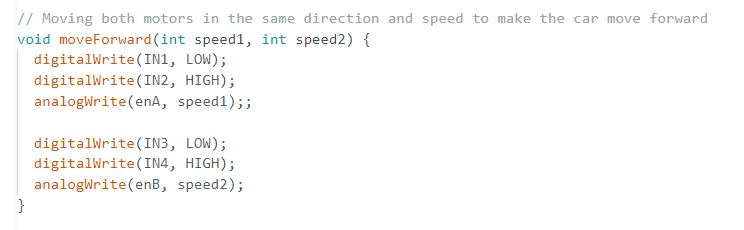 // Moving both motors in the same direction and speed to make the car move forward
void moveForward(int speed1, int speed2) {
  digitalWrite(IN1, LOW);
  digitalWrite(IN2, HIGH);
  analogWrite(enA, speed1);;

  digitalWrite(IN3, LOW);
  digitalWrite(IN4, HIGH);
  analogWrite(enB, speed2);
}